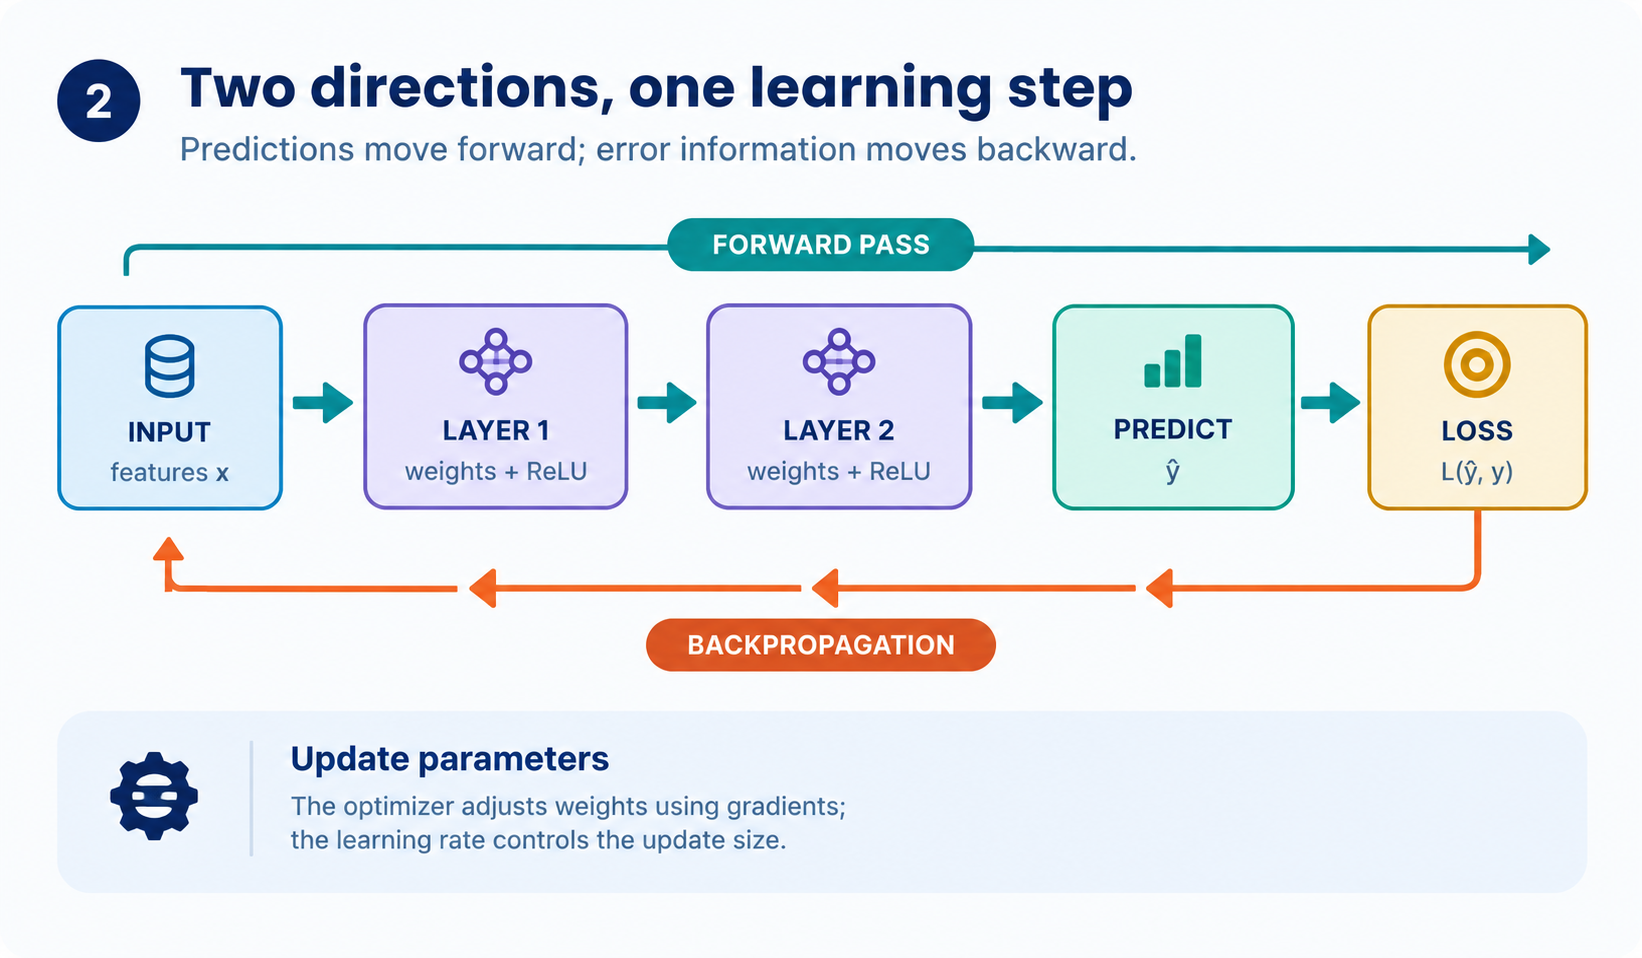 2
Two directions, one learning step
Predictions move forward; error information moves backward.
FORWARD PASS
INPUT
features x
LAYER 1
weights + ReLU
LAYER 2
weights + ReLU
PREDICT
ŷ
LOSS
L(ŷ, y)
BACKPROPAGATION
Update parameters
The optimizer adjusts weights using gradients;
the learning rate controls the update size.